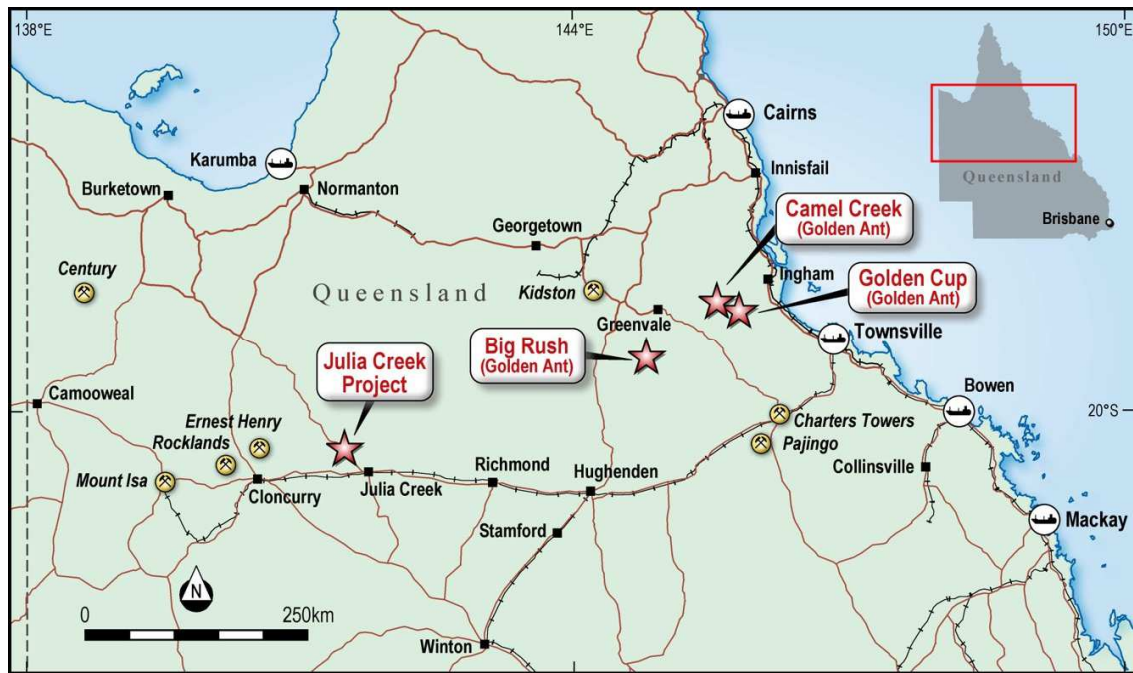 138°E
144°E
150°E
Cairns
Karumba
Innisfail
Burketown
Normanton
Queensland
Brisbane
Camel Creek
(Golden Ant)
Georgetown
Century
Queensland
Kidston
Ingham
Golden Cup
(Golden Ant)
Greenvale
Townsville
Big Rush
(Golden Ant)
Julia Creek
Project
Camooweal
Bowen
20°S
Ernest Henry
Rocklands
Charters Towers
Pajingo
Mount Isa
Cloncurry
Julia Creek
Richmond
Hughenden
Collinsville
Stamford
Mackay
N
0
250km
Winton